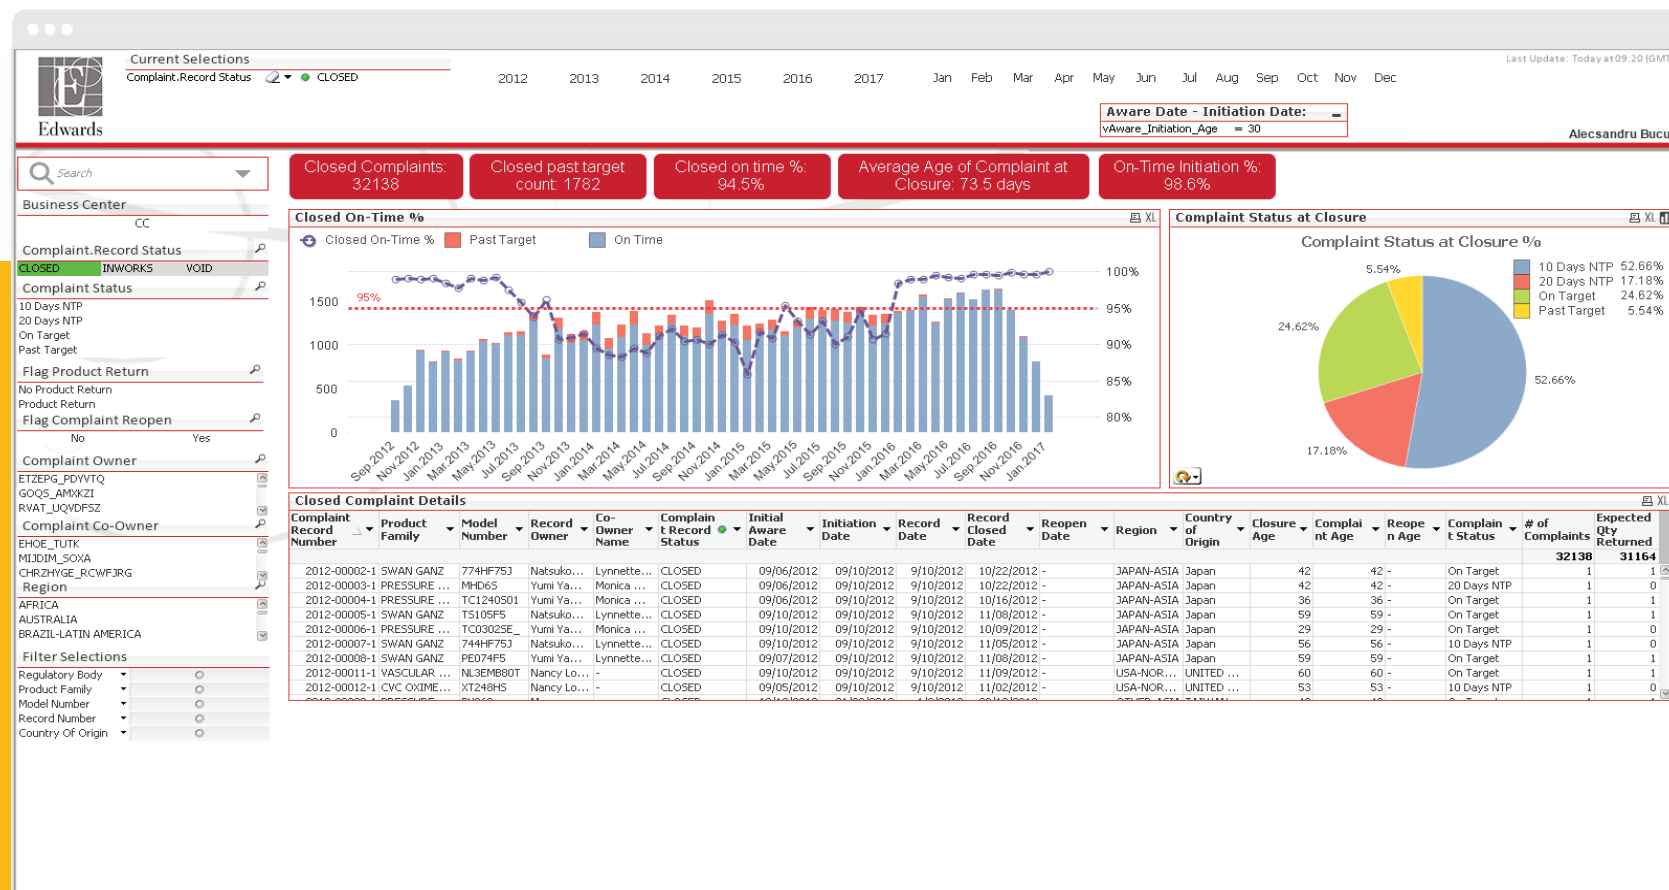 Current Selections
Complaint.Record Status CLOSED
2012 2013 2014 2015 2016 2017 Jan Feb Mar Apr May Jun Jul Aug Sep Oct Nov Dec
Last Update: Today at 09:20 (GMT
Edwards
Aware Date - Initiation Date:
vAware_Initiation_Age = 30
Alecsandru Bucu
Search
Closed Complaints: 32138
Closed past target count: 1782
Closed on time %: 94.5%
Average Age of Complaint at Closure: 73.5 days
On-Time Initiation %: 98.6%
Business Center
CC
Complaint.Record Status
CLOSED INWORKS VOID
Complaint Status
10 Days NTP
20 Days NTP
On Target
Past Target
Flag Product Return
No Product Return
Product Return
Flag Complaint Reopen
No Yes
Complaint Owner
ETZEPG_PDYVTQ
GOQS_AMXKZI
RVAT_UQVDFSZ
Complaint Co-Owner
EHOE_TUTK
MIJDIM_SOXA
CHRZHYGE_RCWFJRG
Region
AFRICA
AUSTRALIA
BRAZIL-LATIN AMERICA
Filter Selections
Regulatory Body
Product Family
Model Number
Record Number
Country Of Origin
Closed On-Time %
XL
Closed On-Time % Past Target On Time
1500
1000
500
0
95%
100%
95%
90%
85%
80%
Sep.2012 Nov.2012 Jan.2013 Mar.2013 May.2013 Jul.2013 Sep.2013 Nov.2013 Jan.2014 Mar.2014 May.2014 Jul.2014 Sep.2014 Nov.2014 Jan.2015 Mar.2015 May.2015 Jul.2015 Sep.2015 Nov.2015 Jan.2016 Mar.2016 May.2016 Jul.2016 Sep.2016 Nov.2016 Jan.2017
Complaint Status at Closure
XL
Complaint Status at Closure %
10 Days NTP 52.66%
20 Days NTP 17.18%
On Target 24.62%
Past Target 5.54%
5.54%
24.62%
52.66%
17.18%
Closed Complaint Details
XL
Complaint Record Number Product Family Model Number Record Owner Co-Owner Name Complain t Record Status Initial Aware Date Initiation Date Record Date Record Closed Date Reopen Date Region Country of Origin Closure Age Complai nt Age Reope n Age Complain t Status # of Complaints Expected Qty Returned
32138 31164
2012-00002-1 SWAN GANZ 774HF75J Natsuko... Lynnette... CLOSED 09/06/2012 09/10/2012 9/10/2012 10/22/2012 - JAPAN-ASIA Japan 42 42 - On Target 1 1
2012-00003-1 PRESSURE ... MHD6S Yumi Ya... Monica ... CLOSED 09/06/2012 09/10/2012 9/10/2012 10/22/2012 - JAPAN-ASIA Japan 42 42 - 20 Days NTP 1 0
2012-00004-1 PRESSURE ... TC1240S01 Yumi Ya... Monica ... CLOSED 09/06/2012 09/10/2012 9/10/2012 10/16/2012 - JAPAN-ASIA Japan 36 36 - On Target 1 1
2012-00005-1 SWAN GANZ TS105F5 Natsuko... Lynnette... CLOSED 09/10/2012 09/10/2012 9/10/2012 11/08/2012 - JAPAN-ASIA Japan 59 59 - On Target 1 1
2012-00006-1 PRESSURE ... TC0302SE_ Yumi Ya... Monica ... CLOSED 09/10/2012 09/10/2012 9/10/2012 10/09/2012 - JAPAN-ASIA Japan 29 29 - On Target 1 0
2012-00007-1 SWAN GANZ 744HF75J Natsuko... Lynnette... CLOSED 09/10/2012 09/10/2012 9/10/2012 11/05/2012 - JAPAN-ASIA Japan 56 56 - 10 Days NTP 1 0
2012-00008-1 SWAN GANZ PE074F5 Yumi Ya... Lynnette... CLOSED 09/07/2012 09/10/2012 9/10/2012 11/08/2012 - JAPAN-ASIA Japan 59 59 - On Target 1 1
2012-00011-1 VASCULAR ... NL3EMB80T Nancy Lo... - CLOSED 09/10/2012 09/10/2012 9/10/2012 11/09/2012 - USA-NOR... UNITED ... 60 60 - On Target 1 1
2012-00012-1 CVC OXIME... XT248HS Nancy Lo... - CLOSED 09/05/2012 09/10/2012 9/10/2012 11/02/2012 - USA-NOR... UNITED ... 53 53 - 10 Days NTP 1 0